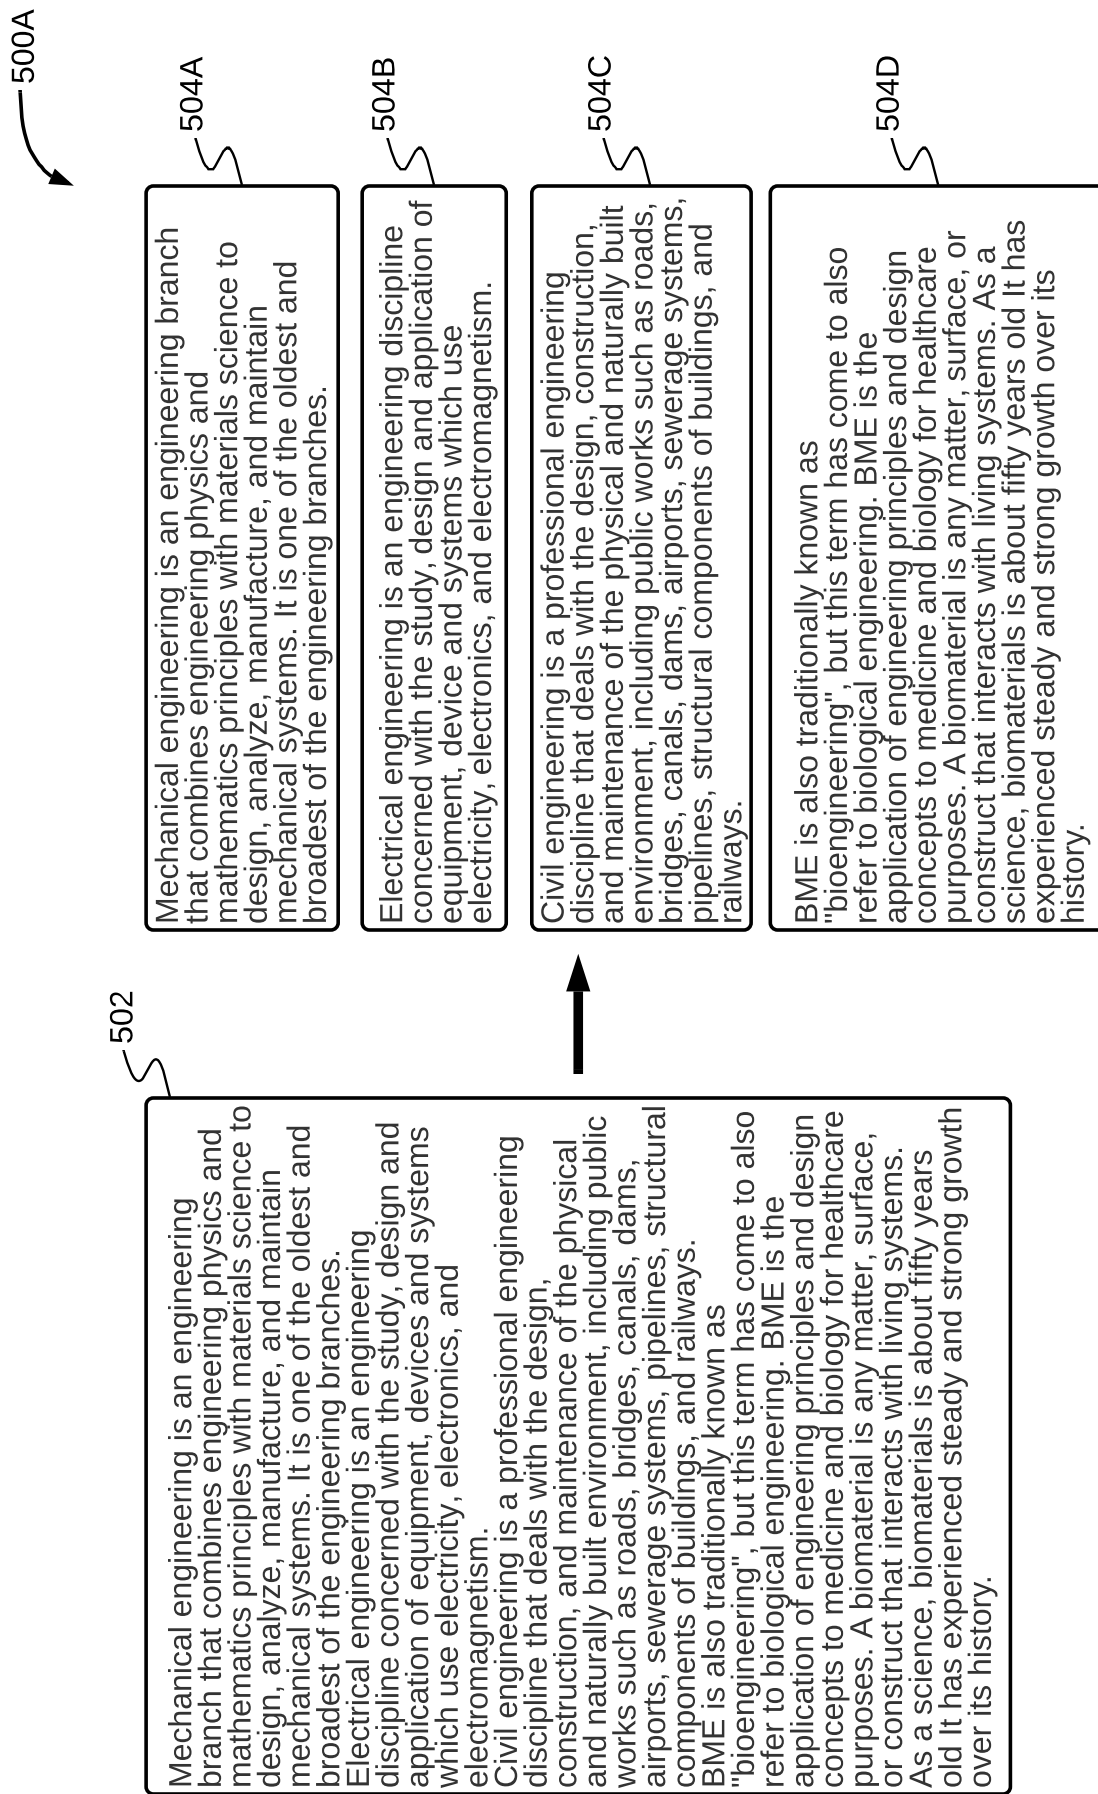 500A
502
Mechanical engineering is an engineering
branch that combines engineering physics and
mathematics principles with materials science to
design, analyze, manufacture, and maintain
mechanical systems. It is one of the oldest and
broadest of the engineering branches.
Electrical engineering is an engineering
discipline concerned with the study, design and
application of equipment, devices and systems
which use electricity, electronics, and
electromagnetism.
Civil engineering is a professional engineering
discipline that deals with the design,
construction, and maintenance of the physical
and naturally built environment, including public
works such as roads, bridges, canals, dams,
airports, sewerage systems, pipelines, structural
components of buildings, and railways.
BME is also traditionally known as
"bioengineering", but this term has come to also
refer to biological engineering. BME is the
application of engineering principles and design
concepts to medicine and biology for healthcare
purposes. A biomaterial is any matter, surface,
or construct that interacts with living systems.
As a science, biomaterials is about fifty years
old It has experienced steady and strong growth
over its history.
504A
Mechanical engineering is an engineering branch
that combines engineering physics and
mathematics principles with materials science to
design, analyze, manufacture, and maintain
mechanical systems. It is one of the oldest and
broadest of the engineering branches.
504B
Electrical engineering is an engineering discipline
concerned with the study, design and application of
equipment, device and systems which use
electricity, electronics, and electromagnetism.
504C
Civil engineering is a professional engineering
discipline that deals with the design, construction,
and maintenance of the physical and naturally built
environment, including public works such as roads,
bridges, canals, dams, airports, sewerage systems,
pipelines, structural components of buildings, and
railways.
504D
BME is also traditionally known as
"bioengineering", but this term has come to also
refer to biological engineering. BME is the
application of engineering principles and design
concepts to medicine and biology for healthcare
purposes. A biomaterial is any matter, surface, or
construct that interacts with living systems. As a
science, biomaterials is about fifty years old It has
experienced steady and strong growth over its
history.